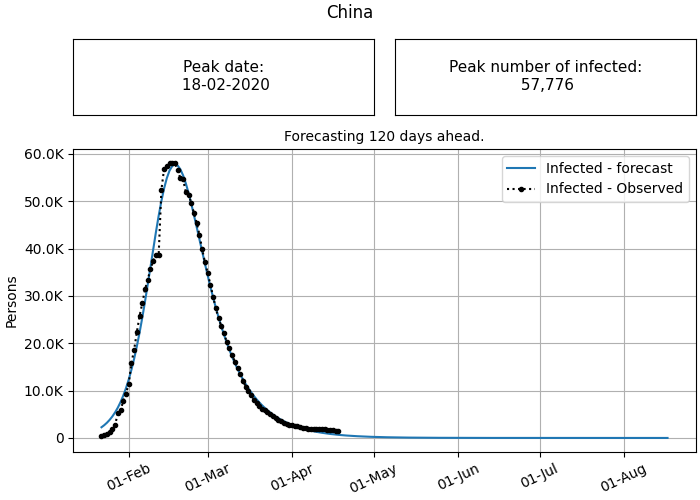 China
Peak date:
18-02-2020
Peak number of infected:
57,776
Forecasting 120 days ahead.
Infected - forecast
Infected - Observed
Persons
60.0K
50.0K
40.0K
30.0K
20.0K
10.0K
0
01-Feb
01-Mar
01-Apr
01-May
01-Jun
01-Jul
01-Aug